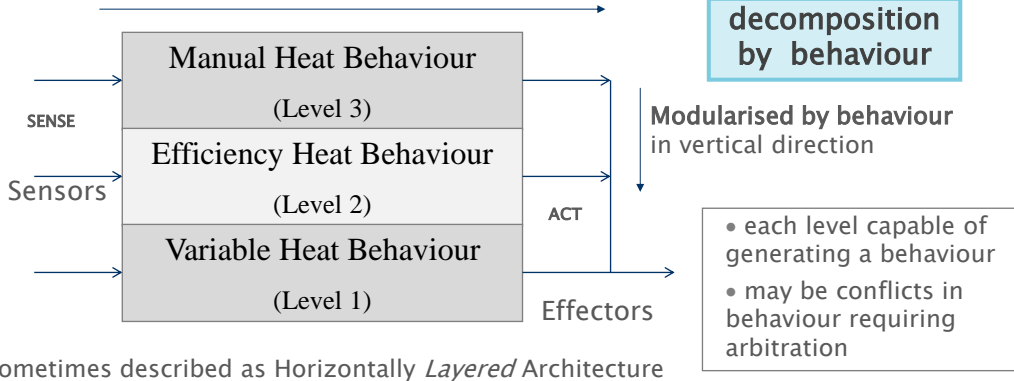 decomposition
by behaviour
Manual Heat Behaviour
(Level 3)
SENSE
Modularised by behaviour
in vertical direction
Efficiency Heat Behaviour
(Level 2)
Sensors
ACT
• each level capable of
generating a behaviour
• may be conflicts in
behaviour requiring
arbitration
Variable Heat Behaviour
(Level 1)
Effectors
ometimes described as Horizontally Layered Architecture